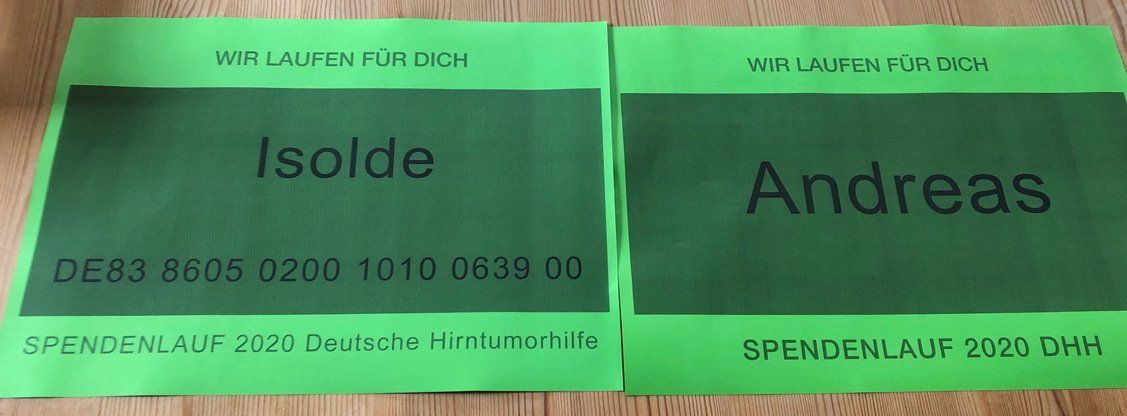 WIR LAUFEN FÜR DICH
Isolde
DE83 8605 0200 1010 0639 00
SPENDENLAUF 2020 Deutsche Hirntumorhilfe
WIR LAUFEN FÜR DICH
Andreas
SPENDENLAUF 2020 DHH